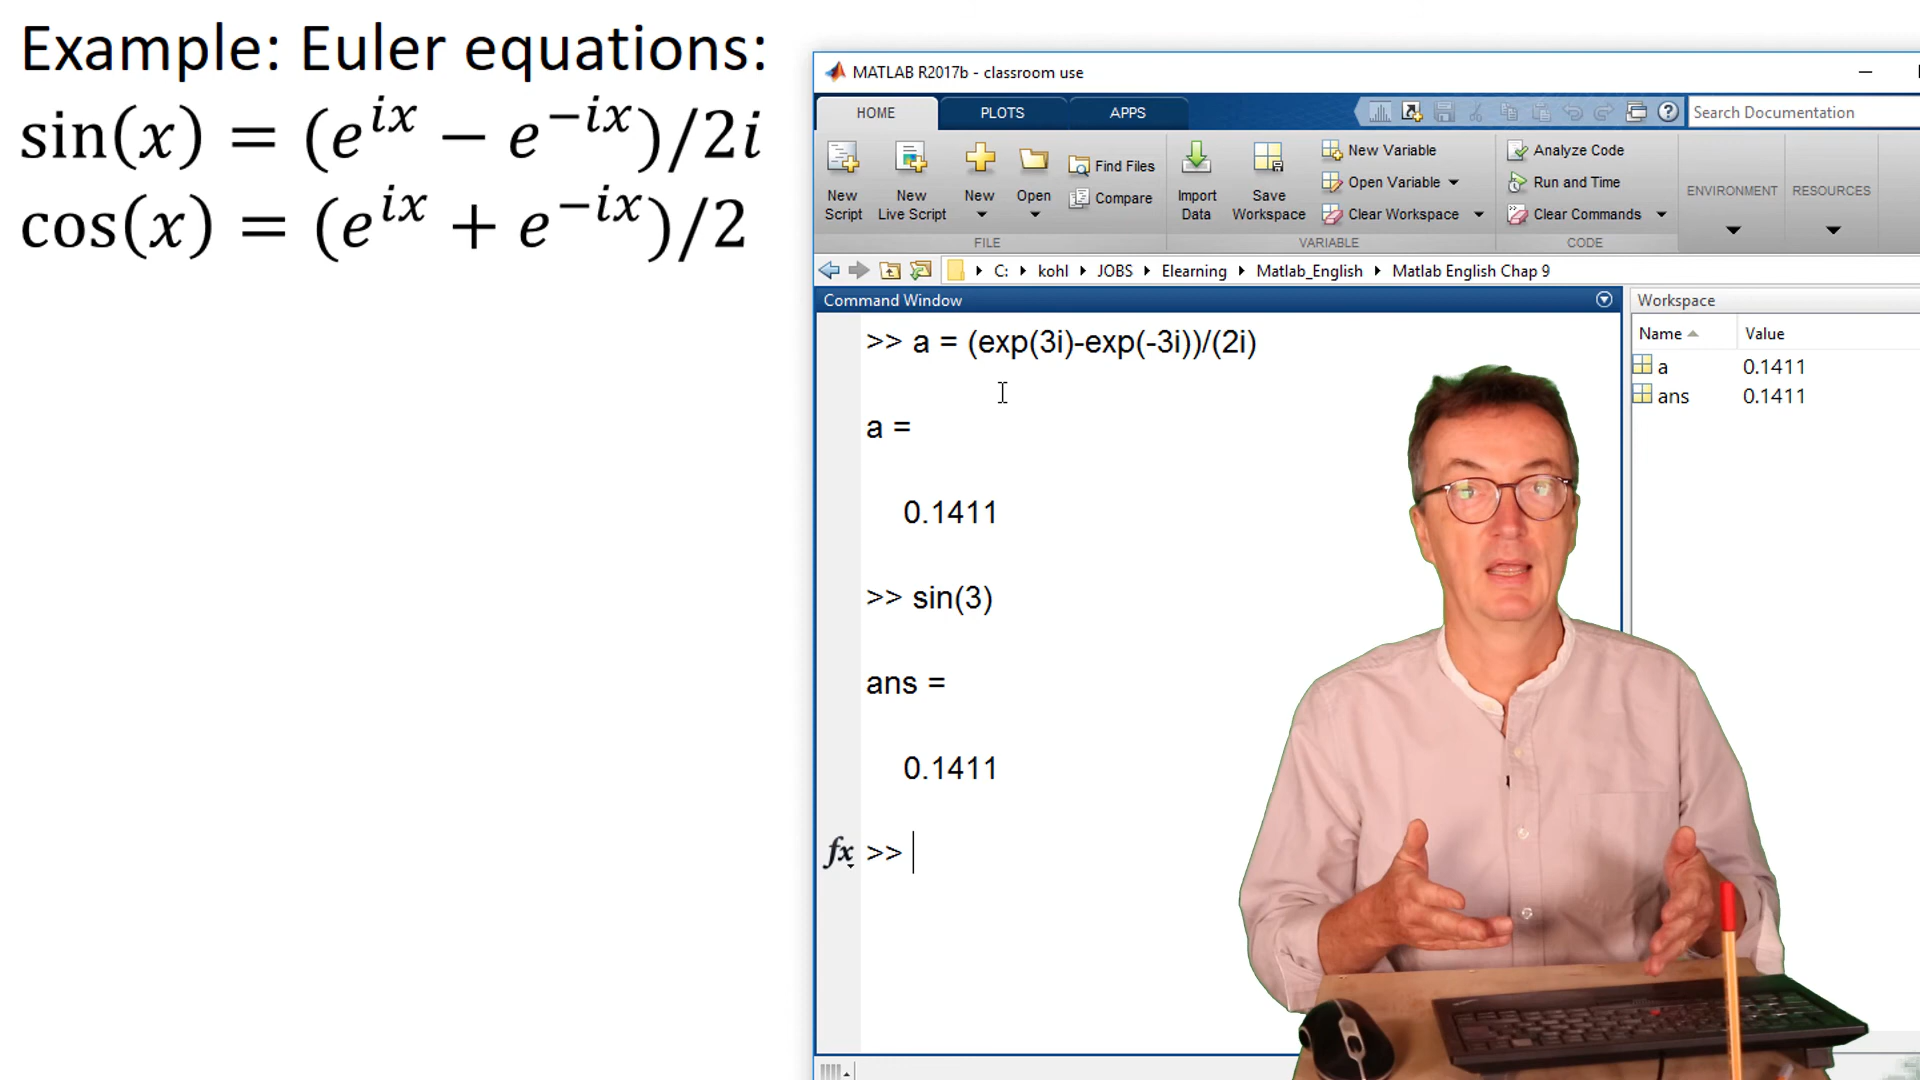 Example: Euler equations:
sin(x) = (e^{ix} − e^{−ix})/2i
cos(x) = (e^{ix} + e^{−ix})/2
MATLAB R2017b - classroom use
HOME PLOTS APPS
Search Documentation
New Script
New Live Script
New
Open
Find Files
Compare
Import Data
Save Workspace
New Variable
Open Variable
Clear Workspace
Analyze Code
Run and Time
Clear Commands
ENVIRONMENT
RESOURCES
FILE VARIABLE CODE
C: kohl JOBS Elearning Matlab_English Matlab English Chap 9
Command Window
>> a = (exp(3i)-exp(-3i))/(2i)
a =
0.1411
>> sin(3)
ans =
0.1411
fx >>
Workspace
Name Value
a 0.1411
ans 0.1411